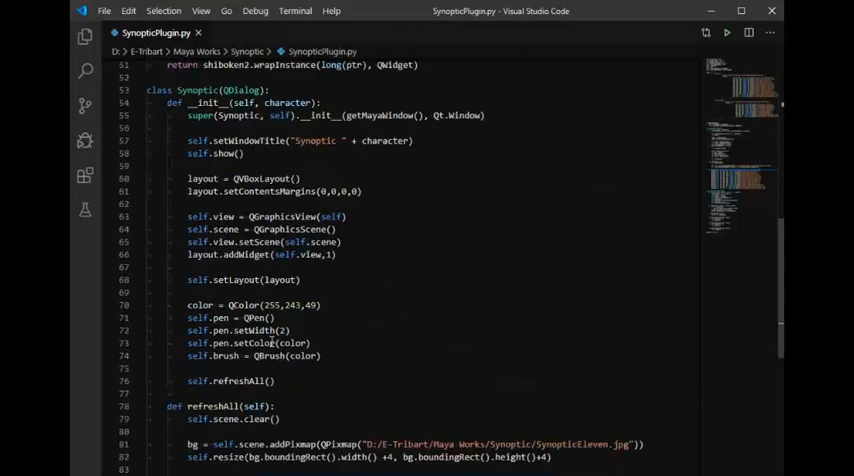 File Edit Selection View Go Debug Terminal Help SynopticPlugin.py - Visual Studio Code
SynopticPlugin.py
D: > E-Tribart > Maya Works > Synoptic > SynopticPlugin.py
51 return shiboken2.wrapInstance(long(ptr), QWidget)
52
53 class Synoptic(QDialog):
54 def __init__(self, character):
55 super(Synoptic, self).__init__(getMayaWindow(), Qt.Window)
56
57 self.setWindowTitle("Synoptic " + character)
58 self.show()
59
60 layout = QVBoxLayout()
61 layout.setContentsMargins(0,0,0,0)
62
63 self.view = QGraphicsView(self)
64 self.scene = QGraphicsScene()
65 self.view.setScene(self.scene)
66 layout.addWidget(self.view,1)
67
68 self.setLayout(layout)
69
70 color = QColor(255,243,49)
71 self.pen = QPen()
72 self.pen.setWidth(2)
73 self.pen.setColor(color)
74 self.brush = QBrush(color)
75
76 self.refreshAll()
77
78 def refreshAll(self):
79 self.scene.clear()
80
81 bg = self.scene.addPixmap(QPixmap("D:/E-Tribart/Maya Works/Synoptic/SynopticEleven.jpg"))
82 self.resize(bg.boundingRect().width() +4, bg.boundingRect().height()+4)
83